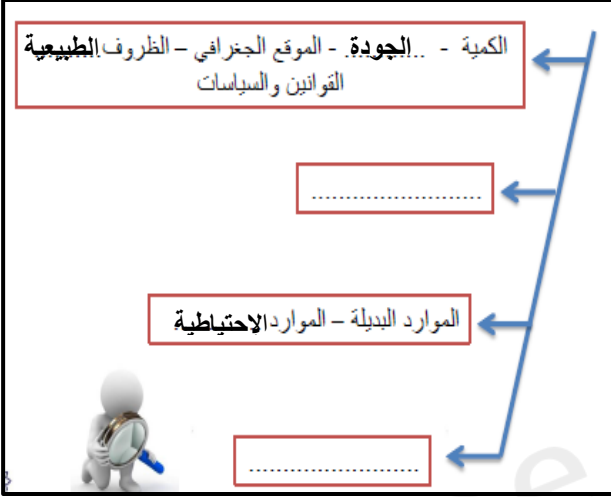 الكمية - ..الجودة.. - الموقع الجغرافي – الظروف..الطبيعية
القوانين والسياسات
.........................
الموارد البديلة – الموارد الاحتياطية
.........................
e